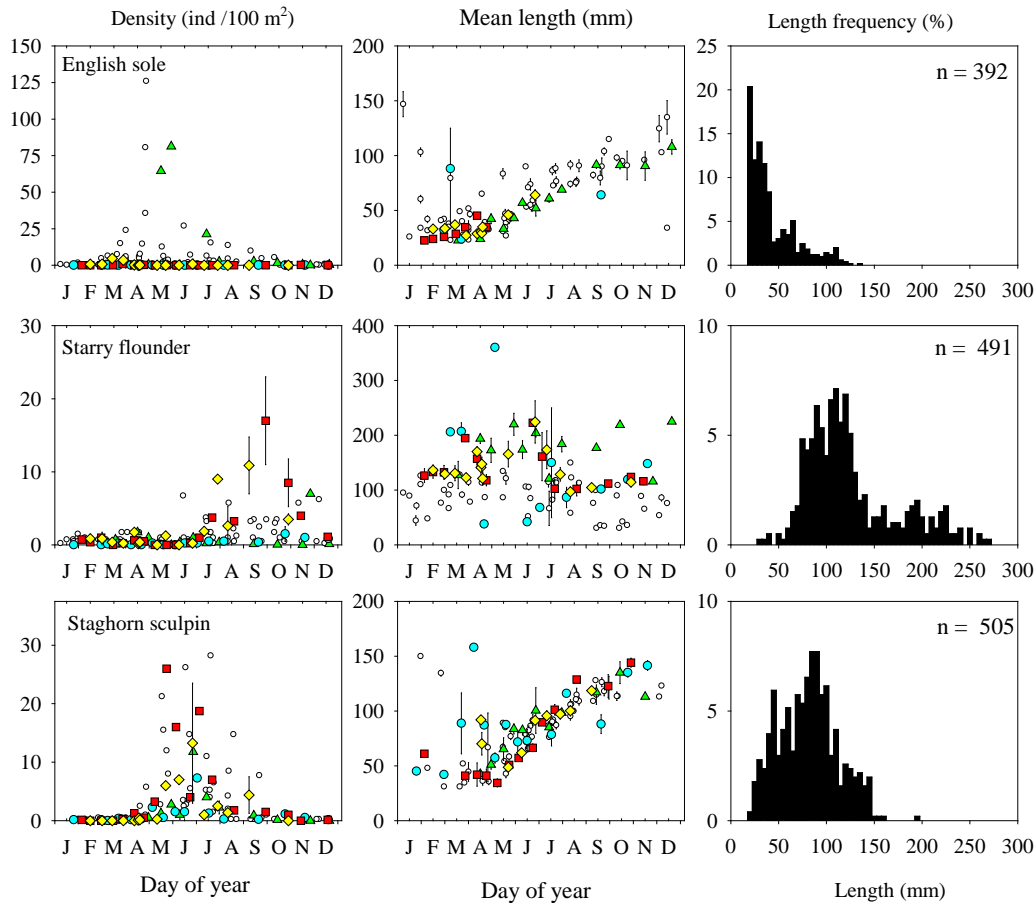 Density (ind /100 m2) Mean length (mm) Length frequency (%)
English sole
150
125
100
75
50
25
0
J F M A M J J A S O N D
200
150
100
50
0
J F M A M J J A S O N D
n = 392
25
20
15
10
5
0
0 50 100 150 200 250 300
Starry flounder
30
20
10
0
J F M A M J J A S O N D
400
300
200
100
0
J F M A M J J A S O N D
n = 491
10
5
0
0 50 100 150 200 250 300
Staghorn sculpin
30
20
10
0
J F M A M J J A S O N D
200
150
100
50
0
J F M A M J J A S O N D
n = 505
10
5
0
0 50 100 150 200 250 300
Day of year Day of year Length (mm)